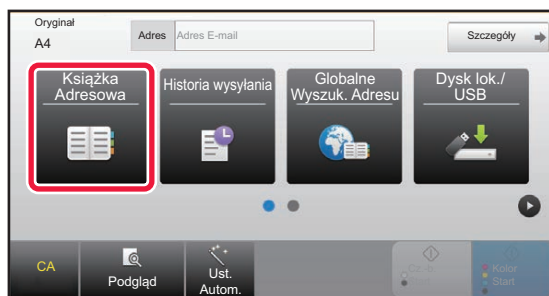 Oryginał
A4
Adres
Adres E-mail
Szczegóły
Książka
Adresowa
Historia wysyłania
Globalne
Wyszuk. Adresu
Dysk lok./
USB
CA
Podgląd
Ust.
Autom.
Kolor
Start